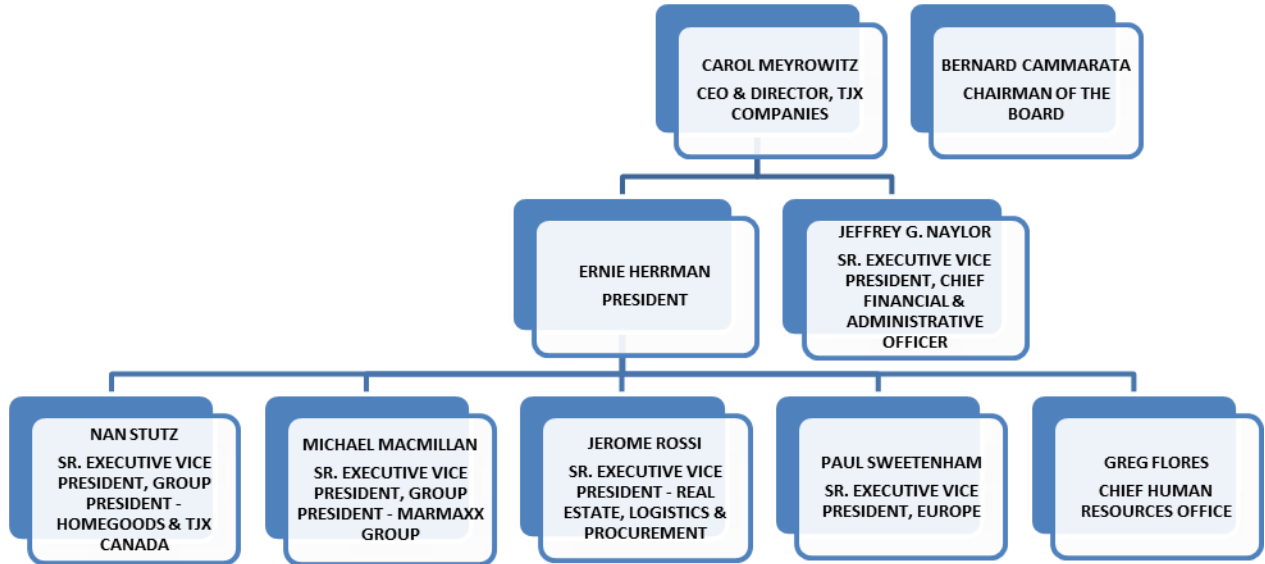 CAROL MEYROWITZ
CEO & DIRECTOR, TJX
COMPANIES
BERNARD CAMMARATA
CHAIRMAN OF THE
BOARD
ERNIE HERRMAN
PRESIDENT
JEFFREY G. NAYLOR
SR. EXECUTIVE VICE
PRESIDENT, CHIEF
FINANCIAL &
ADMINISTRATIVE
OFFICER
NAN STUTZ
SR. EXECUTIVE VICE
PRESIDENT, GROUP
PRESIDENT -
HOMEGOODS & TJX
CANADA
MICHAEL MACMILLAN
SR. EXECUTIVE VICE
PRESIDENT, GROUP
PRESIDENT - MARMAXX
GROUP
JEROME ROSSI
SR. EXECUTIVE VICE
PRESIDENT - REAL
ESTATE, LOGISTICS &
PROCUREMENT
PAUL SWEETENHAM
SR. EXECUTIVE VICE
PRESIDENT, EUROPE
GREG FLORES
CHIEF HUMAN
RESOURCES OFFICE